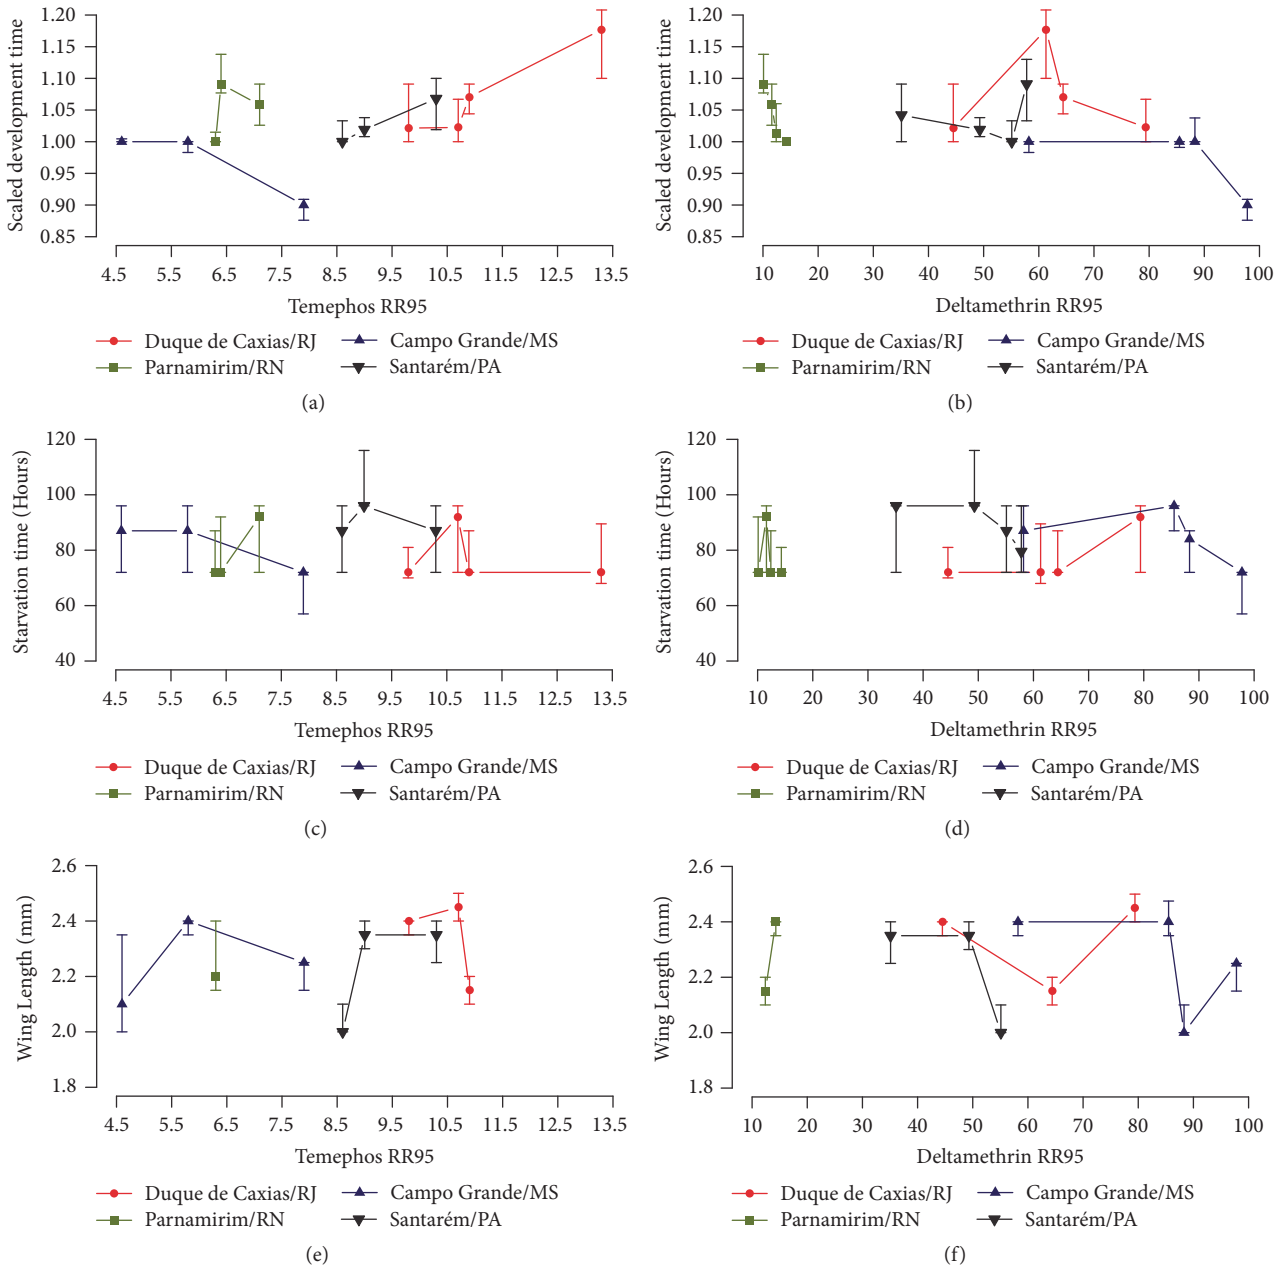 Scaled development time
1.20
1.15
1.10
1.05
1.00
0.95
0.90
0.85
4.5 5.5 6.5 7.5 8.5 9.5 10.5 11.5 12.5 13.5
Temephos RR95
Duque de Caxias/RJ Campo Grande/MS
Parnamirim/RN Santarém/PA
(a)
Scaled development time
1.20
1.15
1.10
1.05
1.00
0.95
0.90
0.85
10 20 30 40 50 60 70 80 90 100
Deltamethrin RR95
Duque de Caxias/RJ Campo Grande/MS
Parnamirim/RN Santarém/PA
(b)
Starvation time (Hours)
120
100
80
60
40
4.5 5.5 6.5 7.5 8.5 9.5 10.5 11.5 12.5 13.5
Temephos RR95
Duque de Caxias/RJ Campo Grande/MS
Parnamirim/RN Santarém/PA
(c)
Starvation time (Hours)
120
100
80
60
40
10 20 30 40 50 60 70 80 90 100
Deltamethrin RR95
Duque de Caxias/RJ Campo Grande/MS
Parnamirim/RN Santarém/PA
(d)
Wing Length (mm)
2.6
2.4
2.2
2.0
1.8
4.5 5.5 6.5 7.5 8.5 9.5 10.5 11.5 12.5 13.5
Temephos RR95
Duque de Caxias/RJ Campo Grande/MS
Parnamirim/RN Santarém/PA
(e)
Wing Length (mm)
2.6
2.4
2.2
2.0
1.8
10 20 30 40 50 60 70 80 90 100
Deltamethrin RR95
Duque de Caxias/RJ Campo Grande/MS
Parnamirim/RN Santarém/PA
(f)